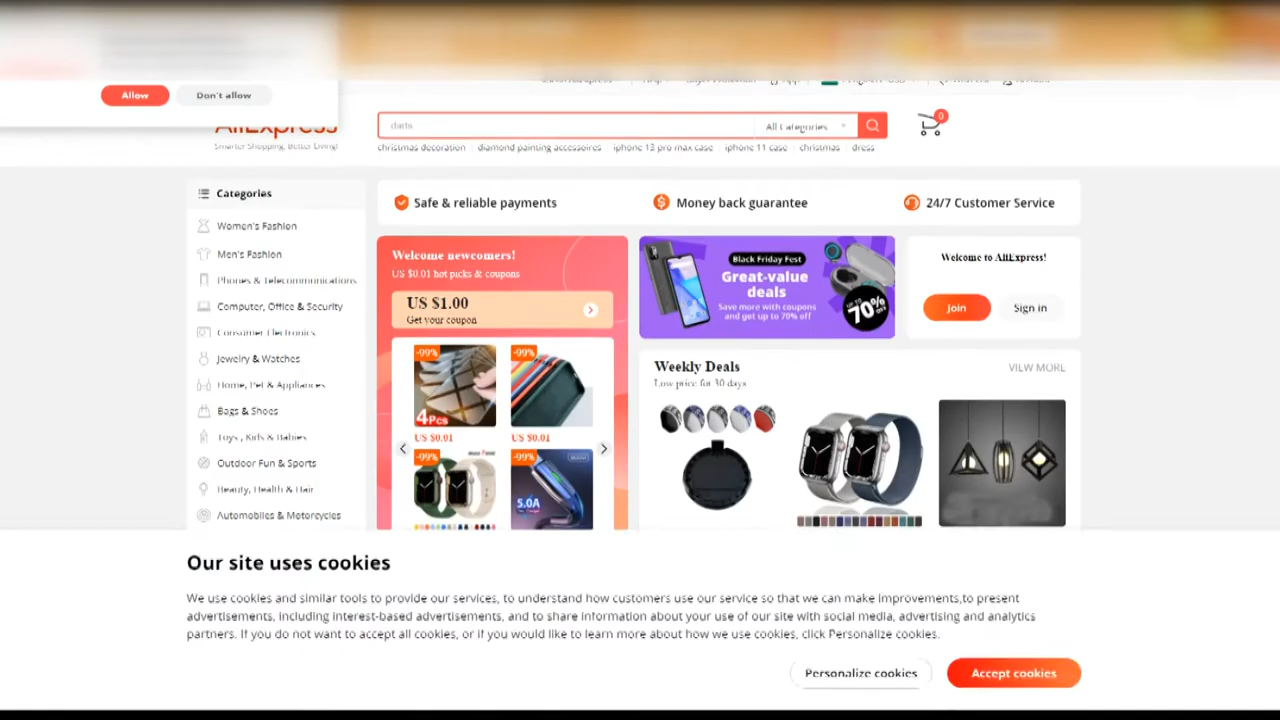 Allow
Don't allow
AliExpress
Smarter Shopping, Better Living!
darts
All Categories
0
christmas decoration
diamond painting accessoires
iphone 13 pro max case
iphone 11 case
christmas
dress
Categories
Women's Fashion
Men's Fashion
Phones & Telecommunications
Computer, Office & Security
Consumer Electronics
Jewelry & Watches
Home, Pet & Appliances
Bags & Shoes
Toys , Kids & Babies
Outdoor Fun & Sports
Beauty, Health & Hair
Automobiles & Motorcycles
Safe & reliable payments
Money back guarantee
24/7 Customer Service
Welcome newcomers!
US $0.01 hot picks & coupons
US $1.00
Get your coupon
-99%
-99%
4Pcs
US $0.01
US $0.01
-99%
-99%
5.0A
Black Friday Fest
Great-value
deals
Save more with coupons
and get up to 70% off
UP TO
70%
OFF
Welcome to AliExpress!
Join
Sign in
Weekly Deals
VIEW MORE
Low price for 30 days
Our site uses cookies
We use cookies and similar tools to provide our services, to understand how customers use our service so that we can make improvements,to present
advertisements, including interest-based advertisements, and to share information about your use of our site with social media, advertising and analytics
partners. If you do not want to accept all cookies, or if you would like to learn more about how we use cookies, click Personalize cookies.
Personalize cookies
Accept cookies